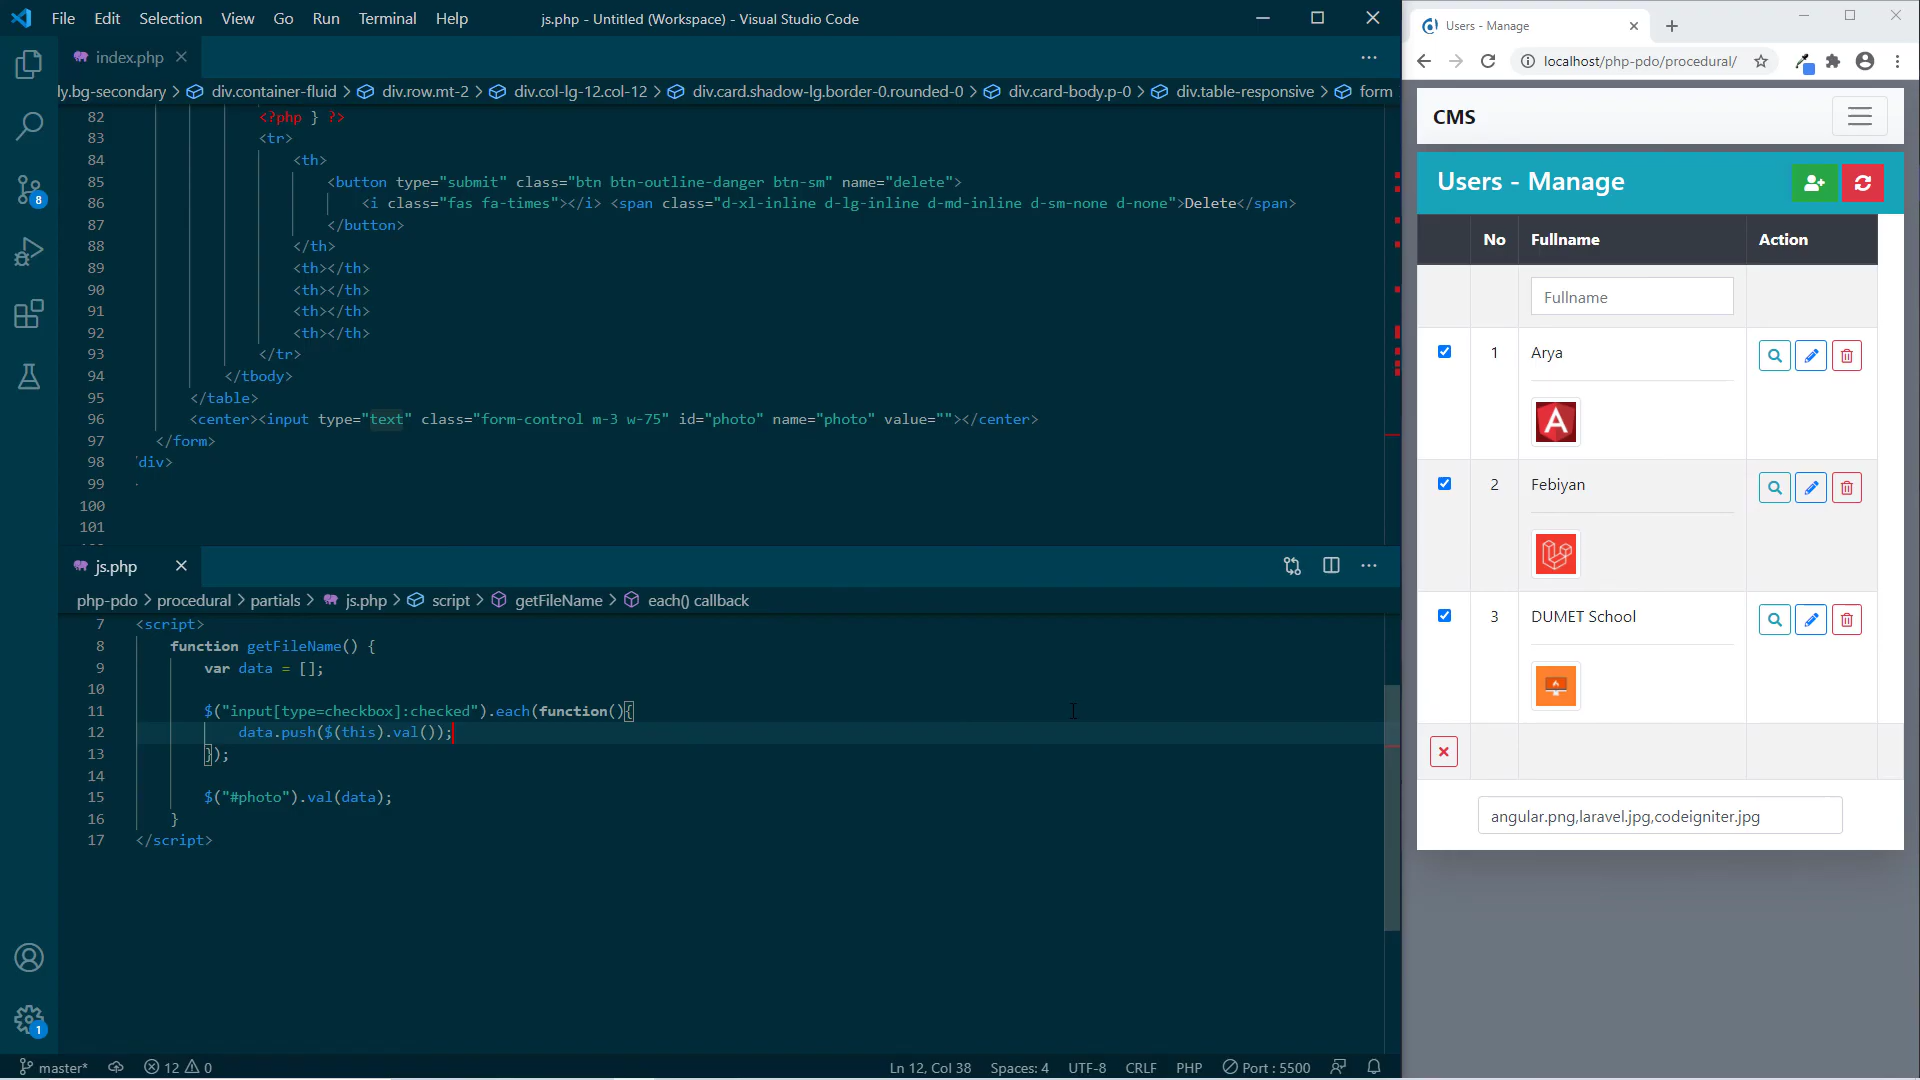 File Edit Selection View Go Run Terminal Help
js.php - Untitled (Workspace) - Visual Studio Code
index.php
ly.bg-secondary > div.container-fluid > div.row.mt-2 > div.col-lg-12.col-12 > div.card.shadow-lg.border-0.rounded-0 > div.card-body.p-0 > div.table-responsive > form
82 <?php } ?>
83 <tr>
84 <th>
85 <button type="submit" class="btn btn-outline-danger btn-sm" name="delete">
86 <i class="fas fa-times"></i> <span class="d-xl-inline d-lg-inline d-md-inline d-sm-none d-none">Delete</span>
87 </button>
88 </th>
89 <th></th>
90 <th></th>
91 <th></th>
92 <th></th>
93 </tr>
94 </tbody>
95 </table>
96 <center><input type="text" class="form-control m-3 w-75" id="photo" name="photo" value=""></center>
97 </form>
98 div>
99
100
101
js.php
php-pdo > procedural > partials > js.php > script > getFileName > each() callback
7 <script>
8 function getFileName() {
9 var data = [];
10
11 $("input[type=checkbox]:checked").each(function(){
12 data.push($(this).val());
13 });
14
15 $("#photo").val(data);
16 }
17 </script>
8
1
master* 12 0
Ln 12, Col 38 Spaces: 4 UTF-8 CRLF PHP Port : 5500
Users - Manage
localhost/php-pdo/procedural/
CMS
Users - Manage
No Fullname Action
Fullname
1 Arya
2 Febiyan
3 DUMET School
angular.png,laravel.jpg,codeigniter.jpg